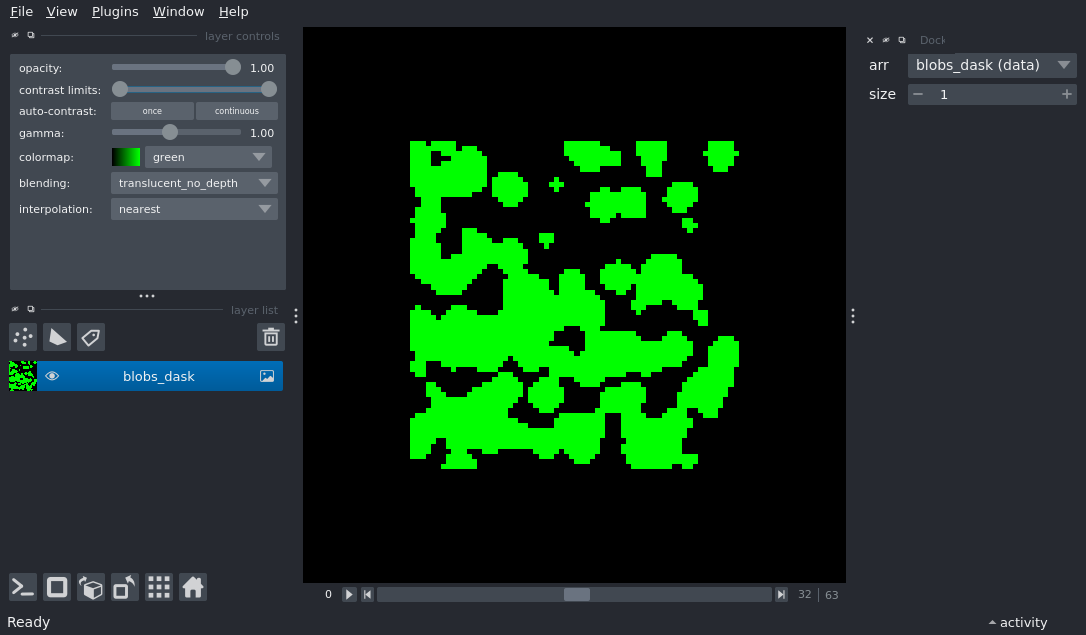 File View Plugins Window Help
layer controls
opacity: 1.00
contrast limits:
auto-contrast: once continuous
gamma: 1.00
colormap: green
blending: translucent_no_depth
interpolation: nearest
layer list
blobs_dask
0 32 63
Dock
arr blobs_dask (data)
size 1
Ready
activity